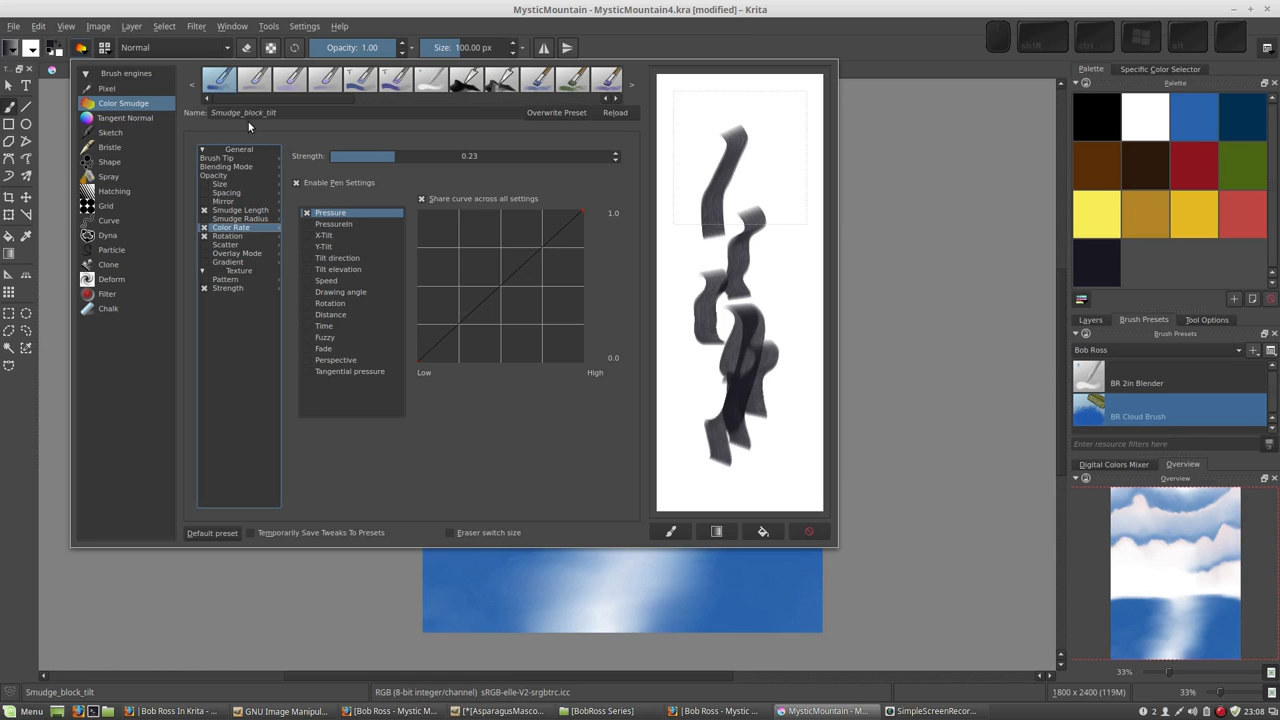 MysticMountain - MysticMountain4.kra [modified] – Krita
File Edit View Image Layer Select Filter Window Tools Settings Help
Normal Opacity: 1.00 Size: 100.00 px
shift ctrl alt
Brush engines
Pixel
Color Smudge
Tangent Normal
Sketch
Bristle
Shape
Spray
Hatching
Grid
Curve
Dyna
Particle
Clone
Deform
Filter
Chalk
< >
Name: Smudge_block_tilt Overwrite Preset Reload
General
Brush Tip
Blending Mode
Opacity
Size
Spacing
Mirror
Smudge Length
Smudge Radius
Color Rate
Rotation
Scatter
Overlay Mode
Gradient
Texture
Pattern
Strength
Strength: 0.23
Enable Pen Settings
Pressure
PressureIn
X-Tilt
Y-Tilt
Tilt direction
Tilt elevation
Speed
Drawing angle
Rotation
Distance
Time
Fuzzy
Fade
Perspective
Tangential pressure
Share curve across all settings
1.0
0.0
Low High
Default preset Temporarily Save Tweaks To Presets Eraser switch size
Palette Specific Color Selector
Palette
Layers Brush Presets Tool Options
Brush Presets
Bob Ross
BR 2in Blender
BR Cloud Brush
Enter resource filters here
Digital Colors Mixer Overview
Overview
33%
Smudge_block_tilt RGB (8-bit integer/channel) sRGB-elle-V2-srgbtrc.icc 1800 x 2400 (119M) 33%
Menu [Bob Ross In Krita - ... GNU Image Manipul... [Bob Ross - Mystic M... [*[AsparagusMasco... [BobRoss Series] [Bob Ross - Mystic ... MysticMountain - M... SimpleScreenRecor... 2 23:08